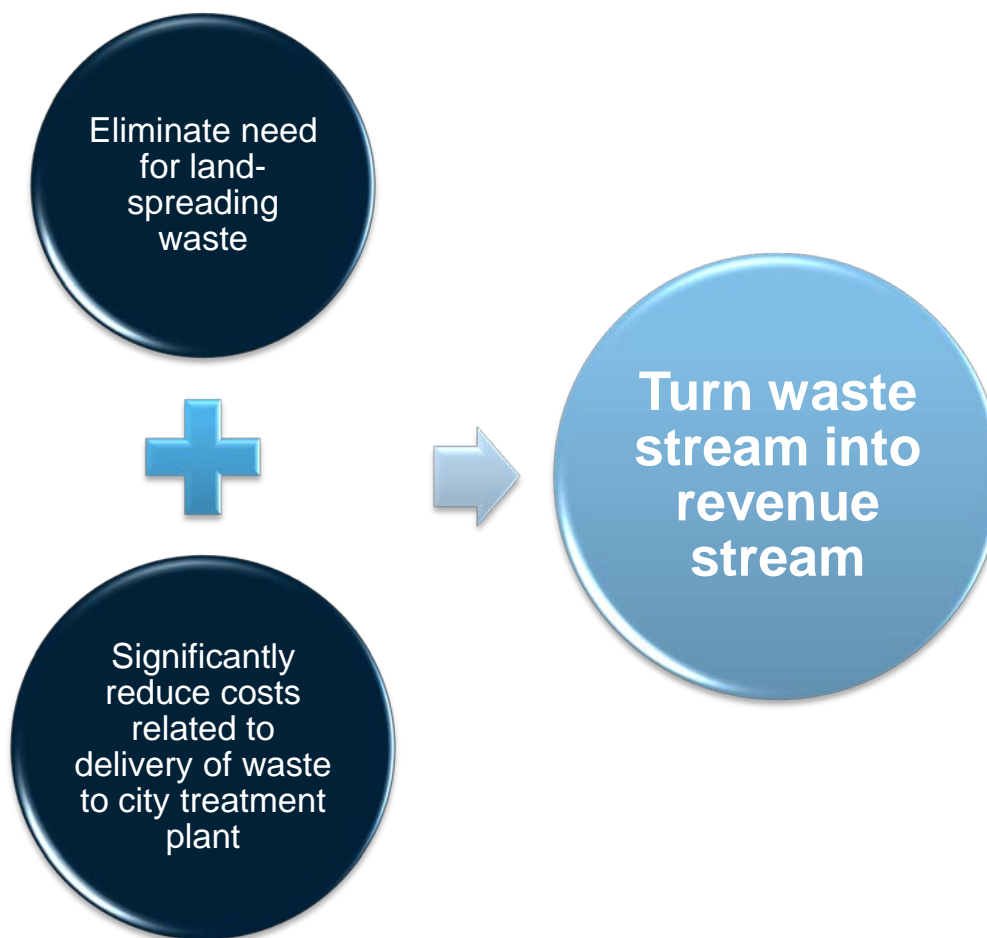 Eliminate need
for land-
spreading
waste
Significantly
reduce costs
related to
delivery of waste
to city treatment
plant
Turn waste
stream into
revenue
stream